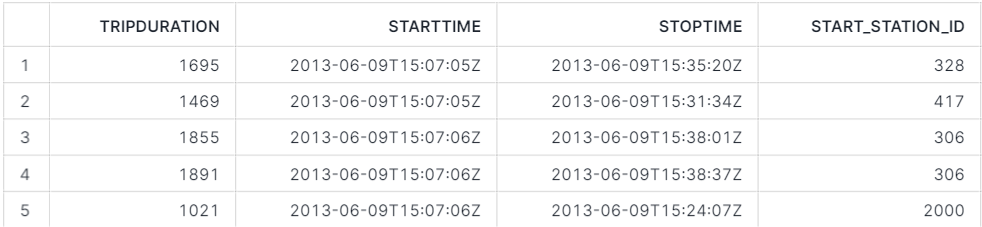 TRIPDURATION STARTTIME STOPTIME START_STATION_ID
1 1695 2013-06-09T15:07:05Z 2013-06-09T15:35:20Z 328
2 1469 2013-06-09T15:07:05Z 2013-06-09T15:31:34Z 417
3 1855 2013-06-09T15:07:06Z 2013-06-09T15:38:01Z 306
4 1891 2013-06-09T15:07:06Z 2013-06-09T15:38:37Z 306
5 1021 2013-06-09T15:07:06Z 2013-06-09T15:24:07Z 2000